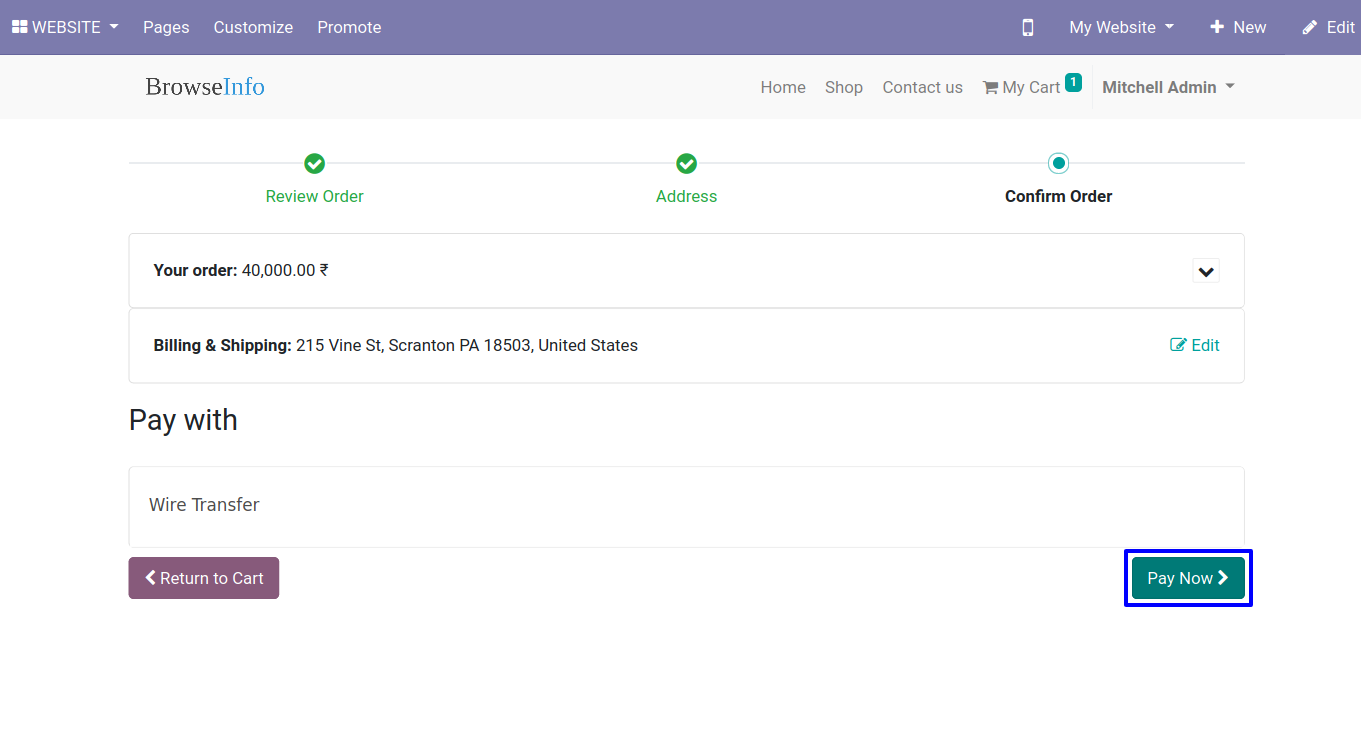 WEBSITE Pages Customize Promote My Website New Edit
BrowseInfo Home Shop Contact us My Cart 1 Mitchell Admin
Review Order Address Confirm Order
Your order: 40,000.00 ₹
Billing & Shipping: 215 Vine St, Scranton PA 18503, United States Edit
Pay with
Wire Transfer
Return to Cart Pay Now